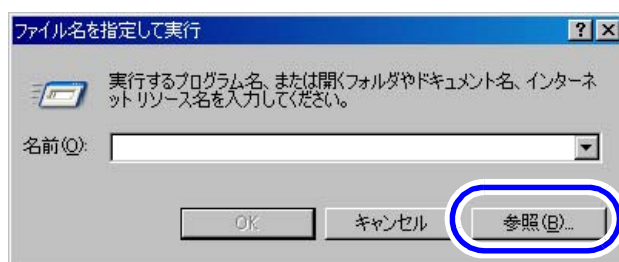 ファイル名を指定して実行
実行するプログラム名、または開くフォルダやドキュメント名、インターネ
ットリソース名を入力してください。
名前(O):
OK キャンセル 参照(B)...